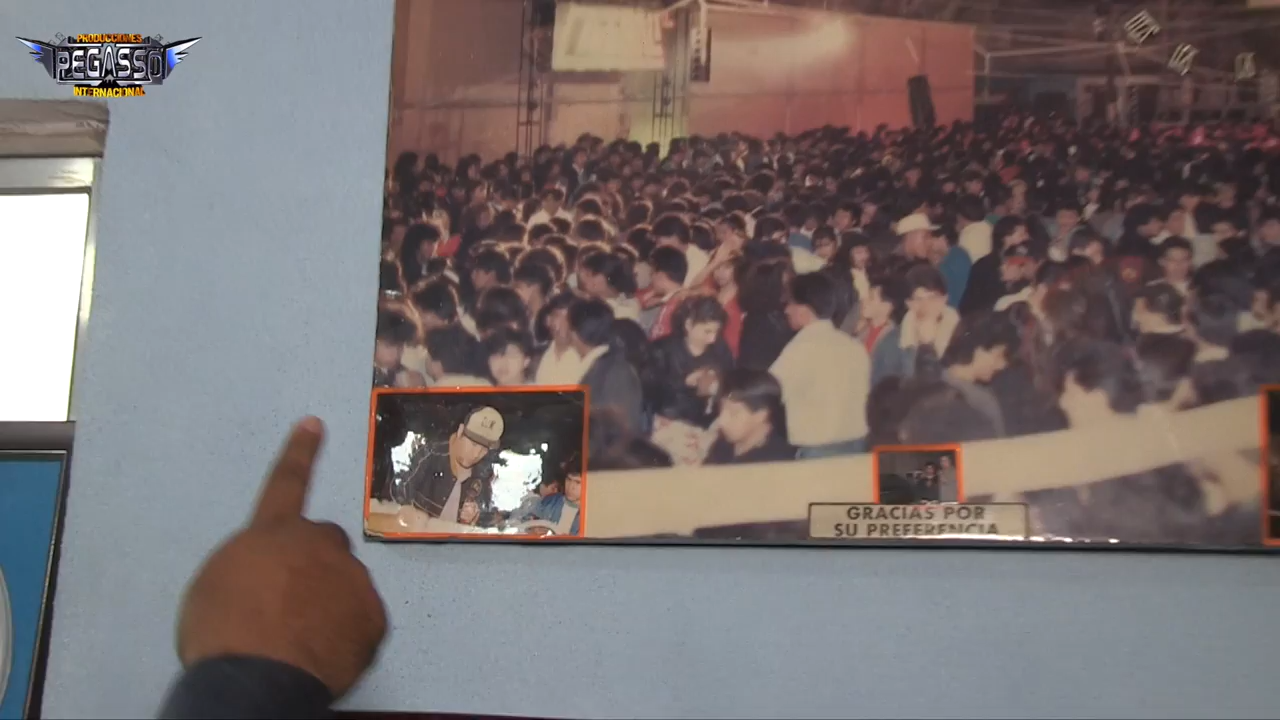 PRODUCCIONES
PEGASSO
INTERNACIONAL
GRACIAS POR
SU PREFERENCIA